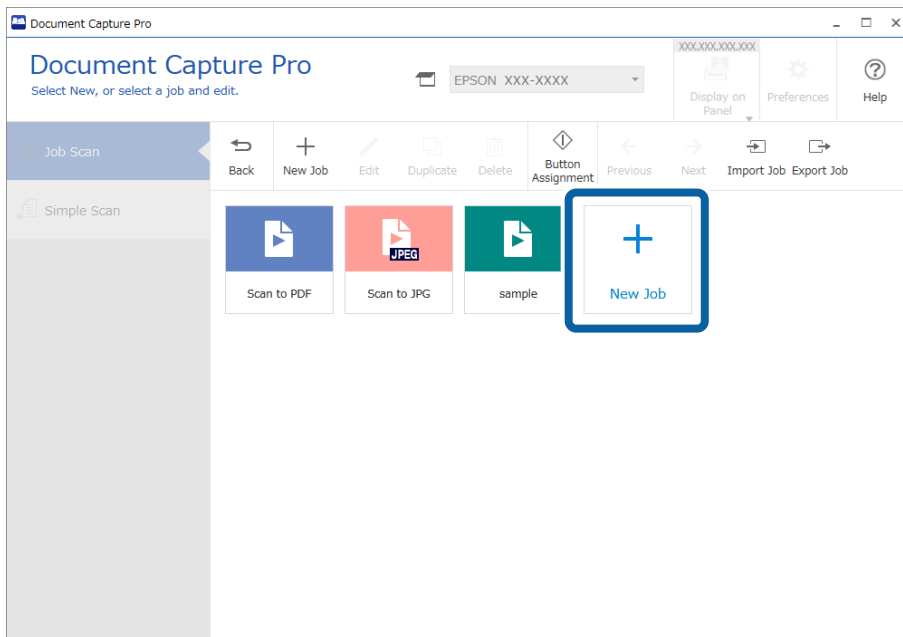 Document Capture Pro
Document Capture Pro
Select New, or select a job and edit.
EPSON XXX-XXXX
XXX.XXX.XXX.XXX
Display on
Panel
Preferences
Help
Job Scan
Simple Scan
Back
New Job
Edit
Duplicate
Delete
Button
Assignment
Previous
Next
Import Job
Export Job
JPEG
Scan to PDF
Scan to JPG
sample
New Job